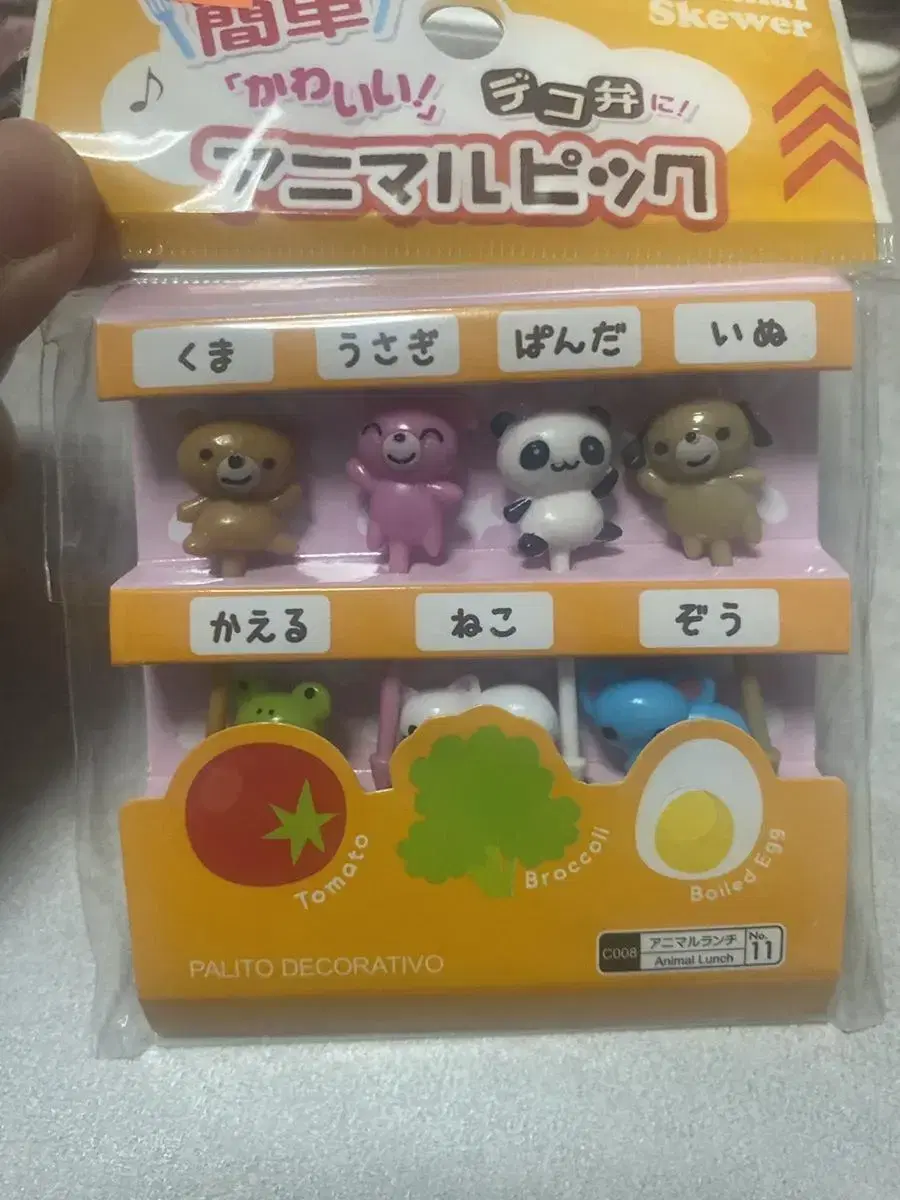 Skewer
簡単
「かわいい!」デコ弁に!
アニマルピック
くま うさぎ ぱんだ いぬ
かえる ねこ ぞう
Tomato Broccoli Boiled Egg
PALITO DECORATIVO
C008 アニマルランチ No.
Animal Lunch 11